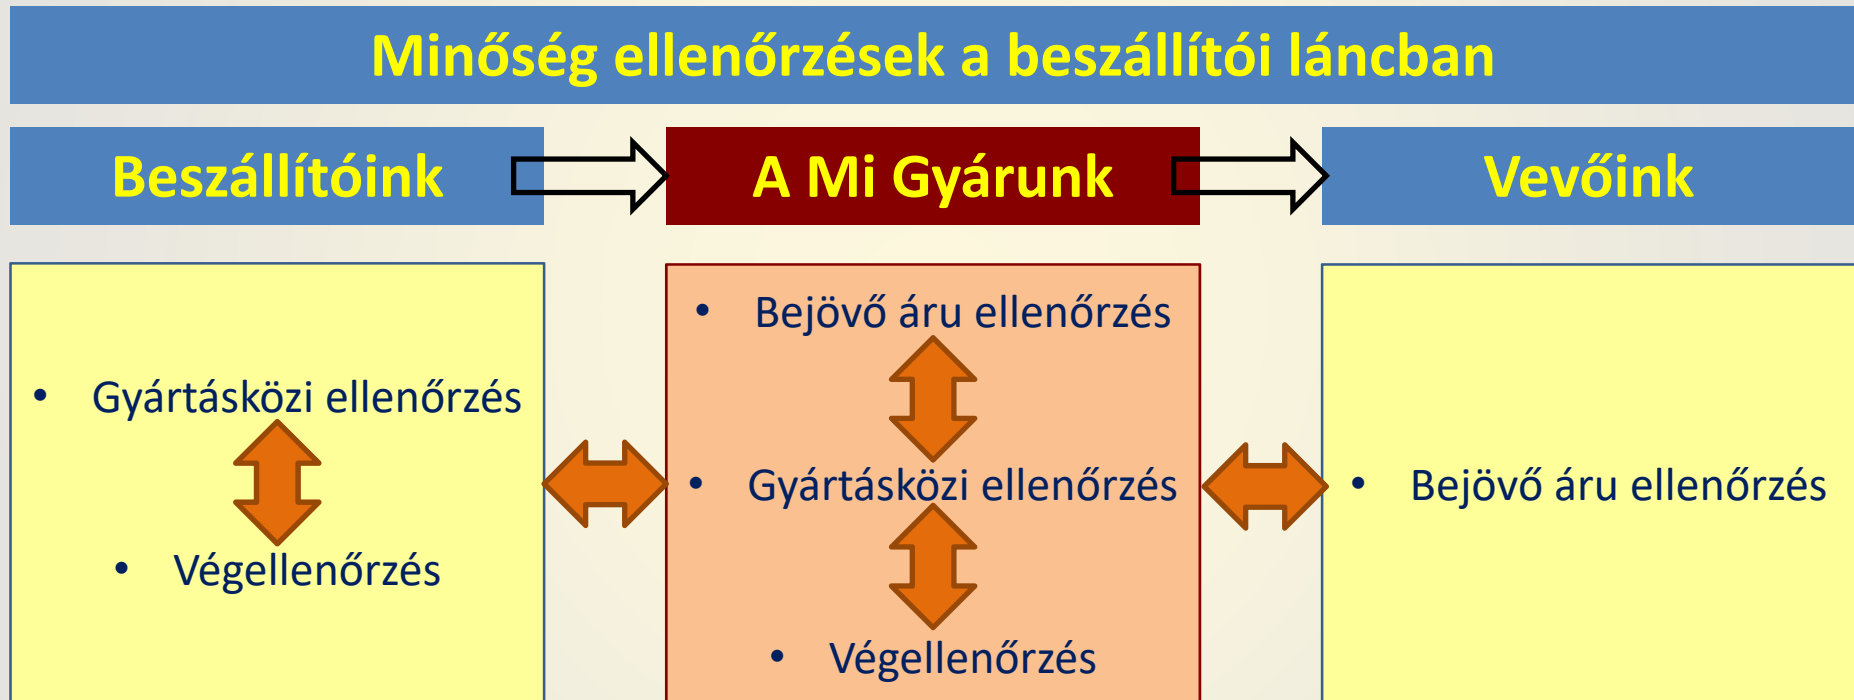 Minőség ellenőrzések a beszállítói láncban
Beszállítóink
A Mi Gyárunk
Vevőink
• Gyártásközi ellenőrzés
• Végellenőrzés
• Bejövő áru ellenőrzés
• Gyártásközi ellenőrzés
• Végellenőrzés
• Bejövő áru ellenőrzés